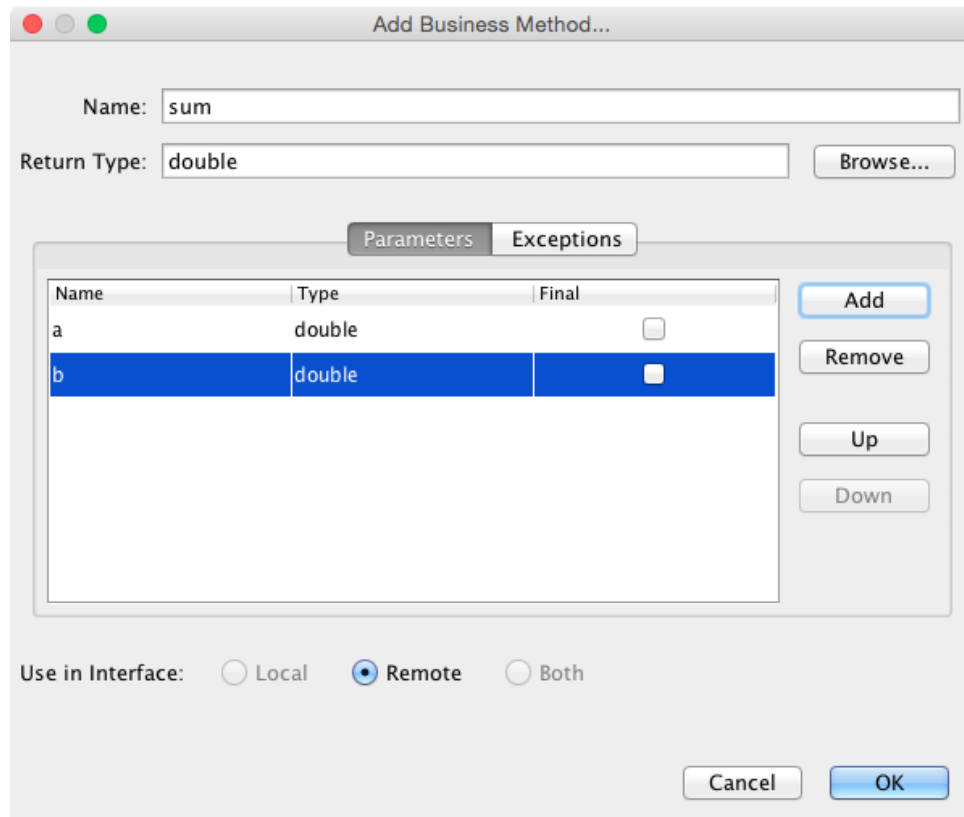 Add Business Method...
Name: sum
Return Type: double Browse...
Parameters Exceptions
Name Type Final Add
a double
Remove
b double
Up
Down
Use in Interface: Local Remote Both
Cancel OK